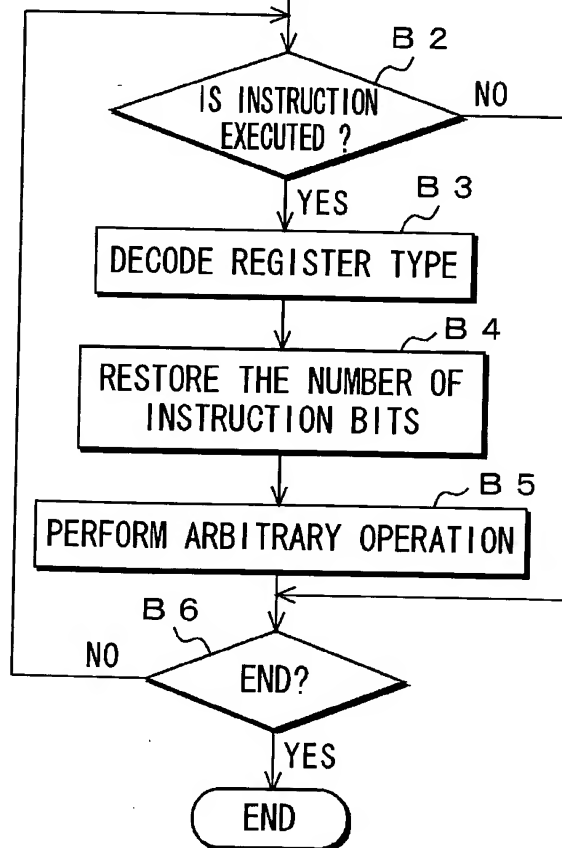 B 2
IS INSTRUCTION
EXECUTED ?
NO
YES
B 3
DECODE REGISTER TYPE
B 4
RESTORE THE NUMBER OF
INSTRUCTION BITS
B 5
PERFORM ARBITRARY OPERATION
B 6
NO
END?
YES
END